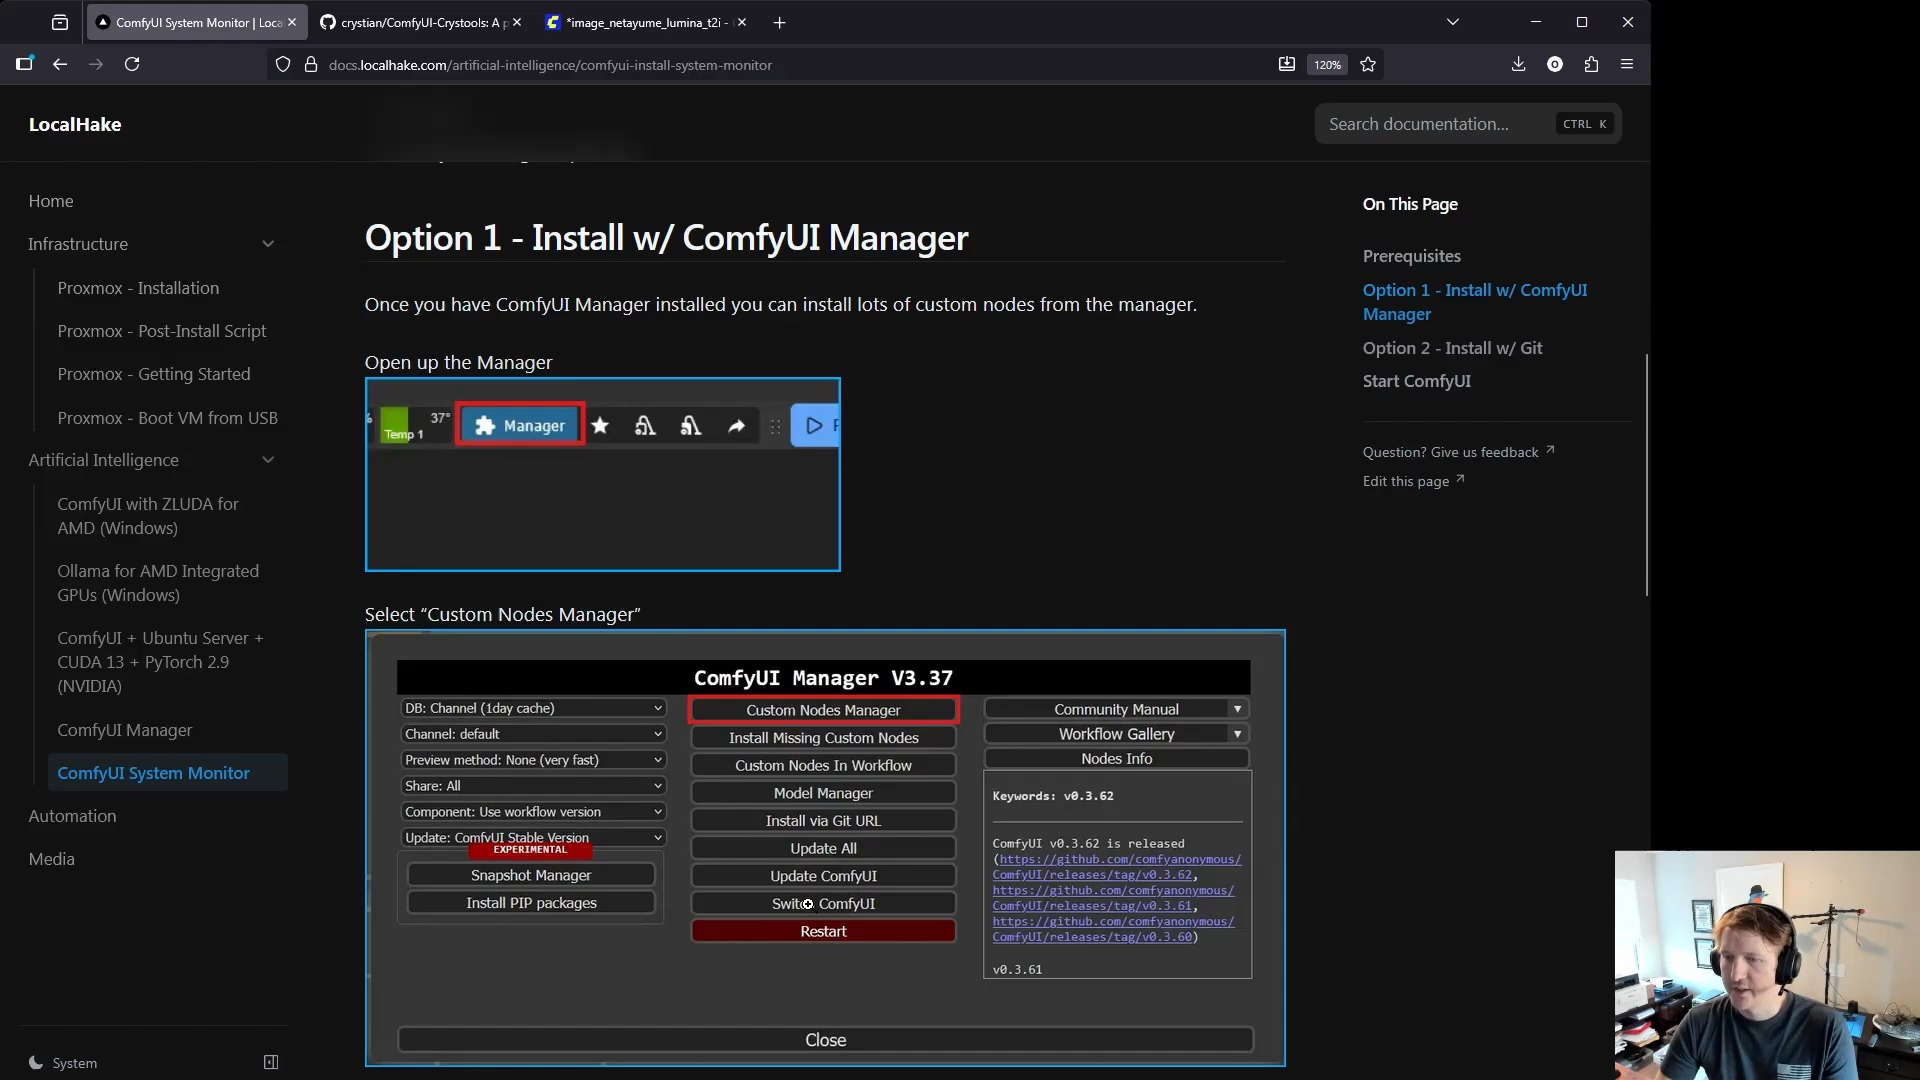 ComfyUI System Monitor | Loca
crystian/ComfyUI-Crystools: A p
*image_netayume_lumina_t2i -
docs.localhake.com/artificial-intelligence/comfyui-install-system-monitor
120%
LocalHake
Search documentation...
CTRL K
Home
Infrastructure
Proxmox - Installation
Proxmox - Post-Install Script
Proxmox - Getting Started
Proxmox - Boot VM from USB
Artificial Intelligence
ComfyUI with ZLUDA for
AMD (Windows)
Ollama for AMD Integrated
GPUs (Windows)
ComfyUI + Ubuntu Server +
CUDA 13 + PyTorch 2.9
(NVIDIA)
ComfyUI Manager
ComfyUI System Monitor
Automation
Media
System
Option 1 - Install w/ ComfyUI Manager
Once you have ComfyUI Manager installed you can install lots of custom nodes from the manager.
Open up the Manager
%
37°
Temp 1
Manager
Select “Custom Nodes Manager”
ComfyUI Manager V3.37
DB: Channel (1day cache)
Channel: default
Preview method: None (very fast)
Share: All
Component: Use workflow version
Update: ComfyUI Stable Version
EXPERIMENTAL
Snapshot Manager
Install PIP packages
Custom Nodes Manager
Install Missing Custom Nodes
Custom Nodes In Workflow
Model Manager
Install via Git URL
Update All
Update ComfyUI
Switch ComfyUI
Restart
Community Manual
Workflow Gallery
Nodes Info
Keywords: v0.3.62
ComfyUI v0.3.62 is released
(https://github.com/comfyanonymous/
ComfyUI/releases/tag/v0.3.62,
https://github.com/comfyanonymous/
ComfyUI/releases/tag/v0.3.61,
https://github.com/comfyanonymous/
ComfyUI/releases/tag/v0.3.60)
v0.3.61
Close
On This Page
Prerequisites
Option 1 - Install w/ ComfyUI
Manager
Option 2 - Install w/ Git
Start ComfyUI
Question? Give us feedback
Edit this page